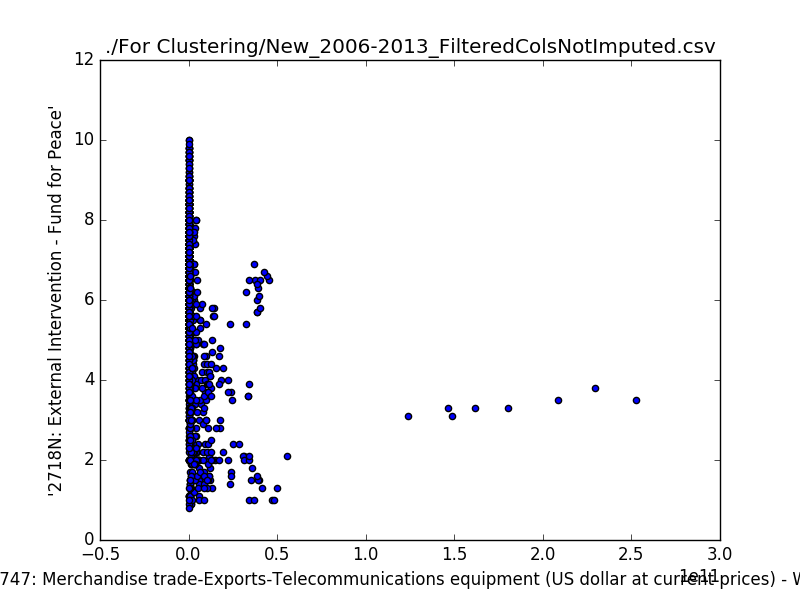 ./For Clustering/New_2006-2013_FilteredColsNotImputed.csv
'2718N: External Intervention - Fund for Peace'
12
10
8
6
4
2
0
−0.5 0.0 0.5 1.0 1.5 2.0 2.5 3.0
1e11
747: Merchandise trade-Exports-Telecommunications equipment (US dollar at current prices) - W